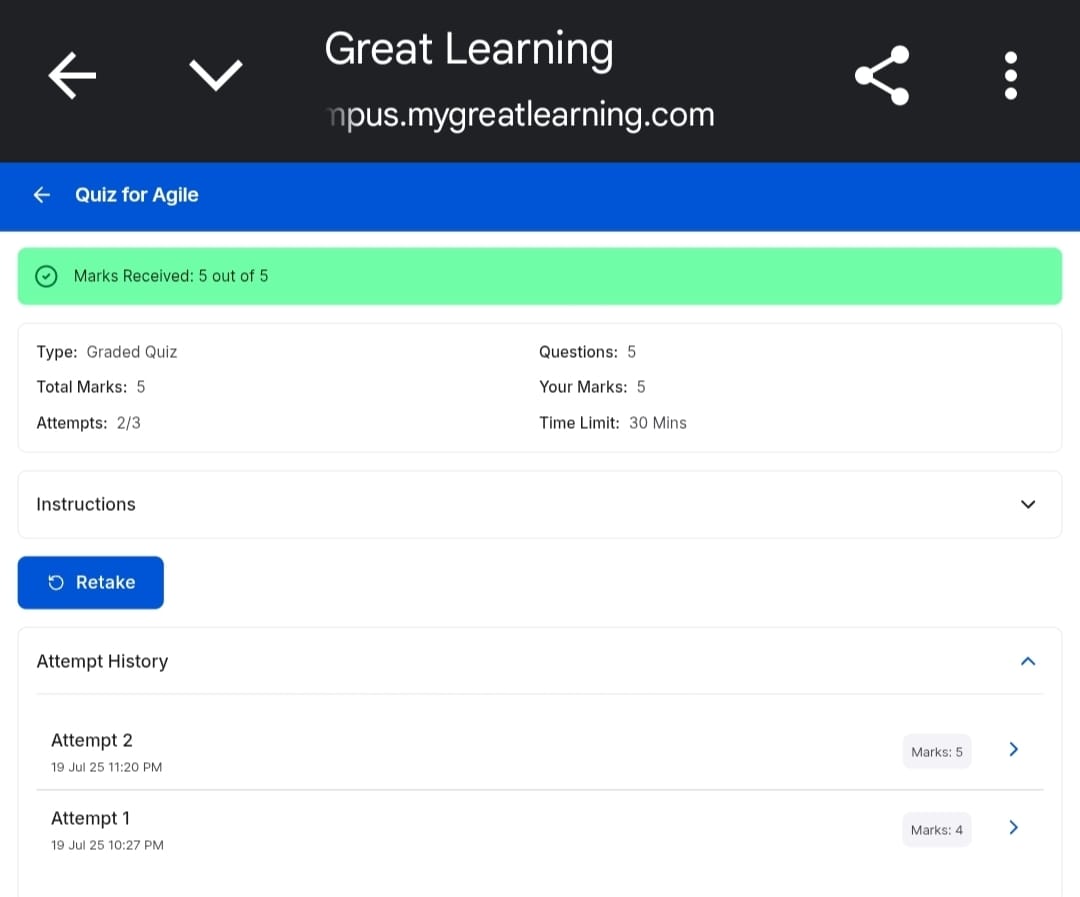 Great Learning
mpus.mygreatlearning.com
Quiz for Agile
Marks Received: 5 out of 5
Type: Graded Quiz
Questions: 5
Total Marks: 5
Your Marks: 5
Attempts: 2/3
Time Limit: 30 Mins
Instructions
Retake
Attempt History
Attempt 2
19 Jul 25 11:20 PM
Marks: 5
Attempt 1
19 Jul 25 10:27 PM
Marks: 4